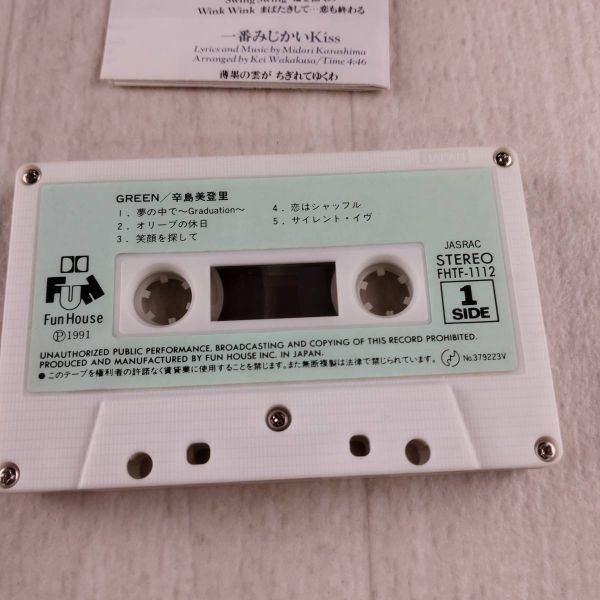 Wink Wink まばたきして…恋も終わる
一番みじかいKiss
Lyrics and Music by Midori Karashima
Arranged by Kei Wakakusa/Time 4:46
薄墨の雲が ちぎれてゆくわ
JAPAN
GREEN／辛島美登里
1．夢の中で〜Graduation〜
2．オリーブの休日
3．笑顔を探して
4．恋はシャッフル
5．サイレント・イヴ
FUN
Fun House
Ⓟ1991
JASRAC
STEREO
FHTF-1112
1
SIDE
UNAUTHORIZED PUBLIC PERFORMANCE, BROADCASTING AND COPYING OF THIS RECORD PROHIBITED.
PRODUCED AND MANUFACTURED BY FUN HOUSE INC. IN JAPAN.
●このテープを権利者の許諾なく賃貸業に使用することを禁じます。また無断複製は法律で禁じられています。
No.379223V